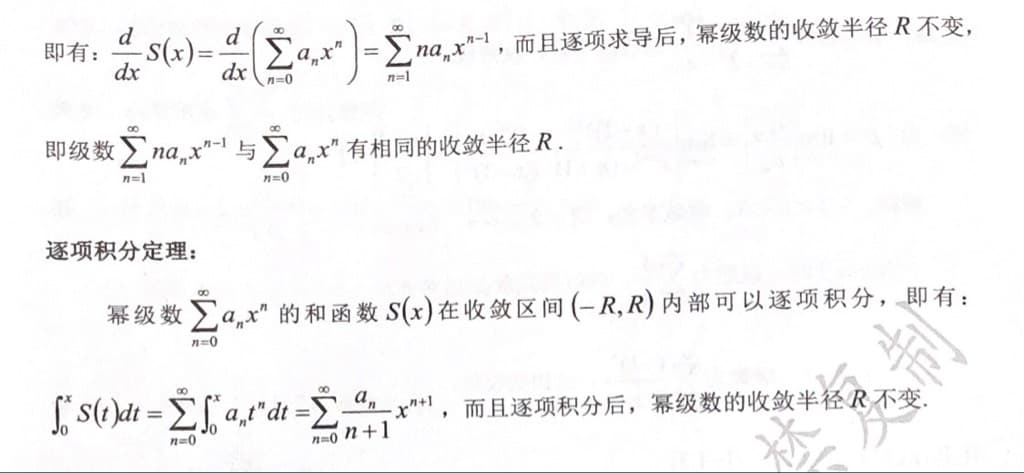 即有：$\frac{d}{dx}S(x)=\frac{d}{dx}\left(\sum_{n=0}^{\infty}a_nx^n\right)=\sum_{n=1}^{\infty}na_nx^{n-1}$，而且逐项求导后，幂级数的收敛半径 $R$ 不变，
即级数 $\sum_{n=1}^{\infty}na_nx^{n-1}$ 与 $\sum_{n=0}^{\infty}a_nx^n$ 有相同的收敛半径 $R$．
逐项积分定理：
幂级数 $\sum_{n=0}^{\infty}a_nx^n$ 的和函数 $S(x)$ 在收敛区间 $(-R,R)$ 内部可以逐项积分，即有：
$\int_0^x S(t)dt=\sum_{n=0}^{\infty}\int_0^x a_nt^ndt=\sum_{n=0}^{\infty}\frac{a_n}{n+1}x^{n+1}$，而且逐项积分后，幂级数的收敛半径 $R$ 不变.
禁复制